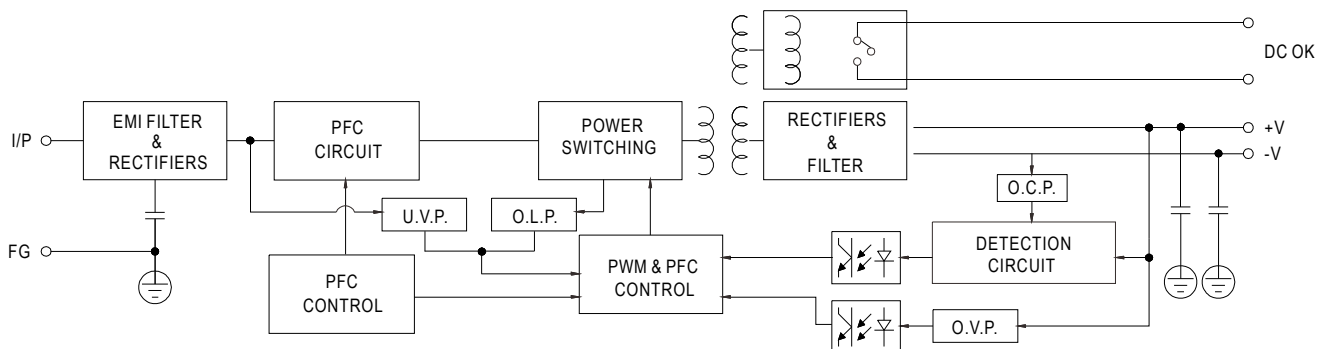 DC OK
I/P
EMI FILTER
&
RECTIFIERS
PFC
CIRCUIT
POWER
SWITCHING
RECTIFIERS
&
FILTER
+V
-V
O.C.P.
U.V.P.
O.L.P.
FG
DETECTION
CIRCUIT
PFC
CONTROL
PWM & PFC
CONTROL
O.V.P.